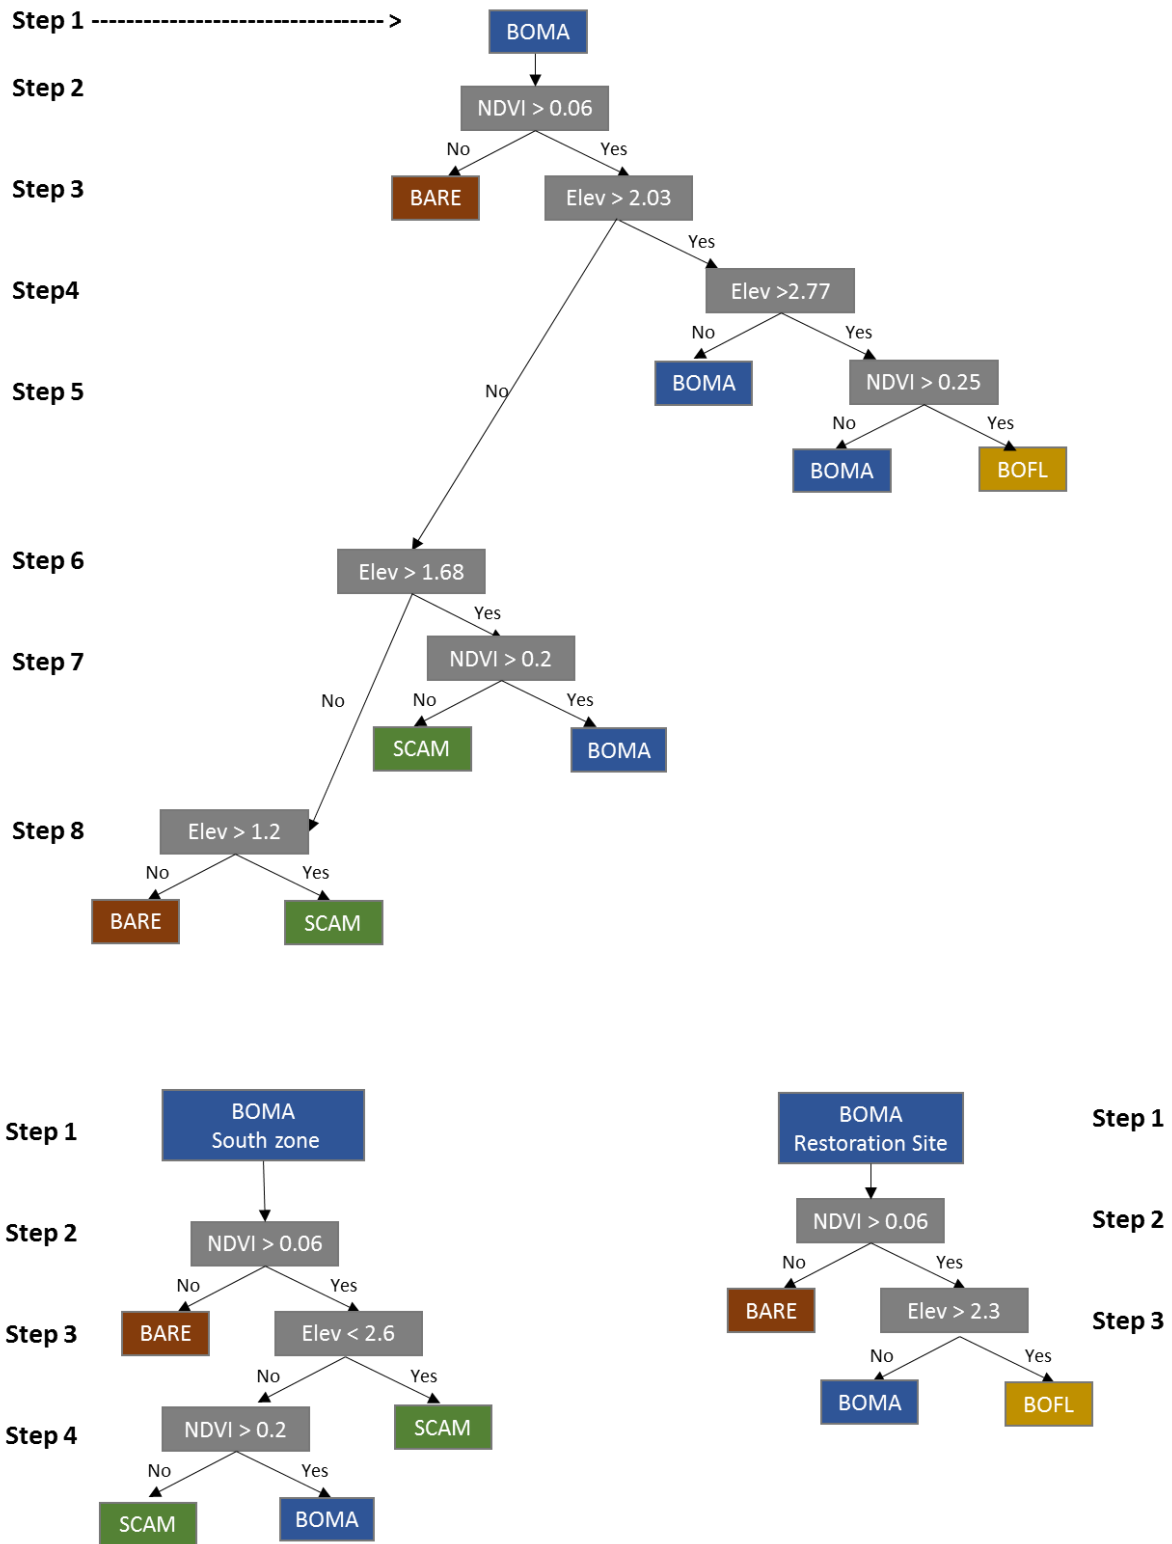 Step 1 -------------------------------- >
BOMA
Step 2
NDVI > 0.06
No
Yes
Step 3
BARE
Elev > 2.03
Yes
Step4
Elev >2.77
No
Yes
Step 5
No
BOMA
NDVI > 0.25
No
Yes
BOMA
BOFL
Step 6
Elev > 1.68
Yes
Step 7
NDVI > 0.2
No
No
Yes
SCAM
BOMA
Step 8
Elev > 1.2
No
Yes
BARE
SCAM
Step 1
BOMA
South zone
Step 2
NDVI > 0.06
No
Yes
Step 3
BARE
Elev < 2.6
No
Yes
Step 4
NDVI > 0.2
SCAM
No
Yes
SCAM
BOMA
BOMA
Restoration Site
Step 1
NDVI > 0.06
Step 2
No
Yes
BARE
Elev > 2.3
Step 3
No
Yes
BOMA
BOFL